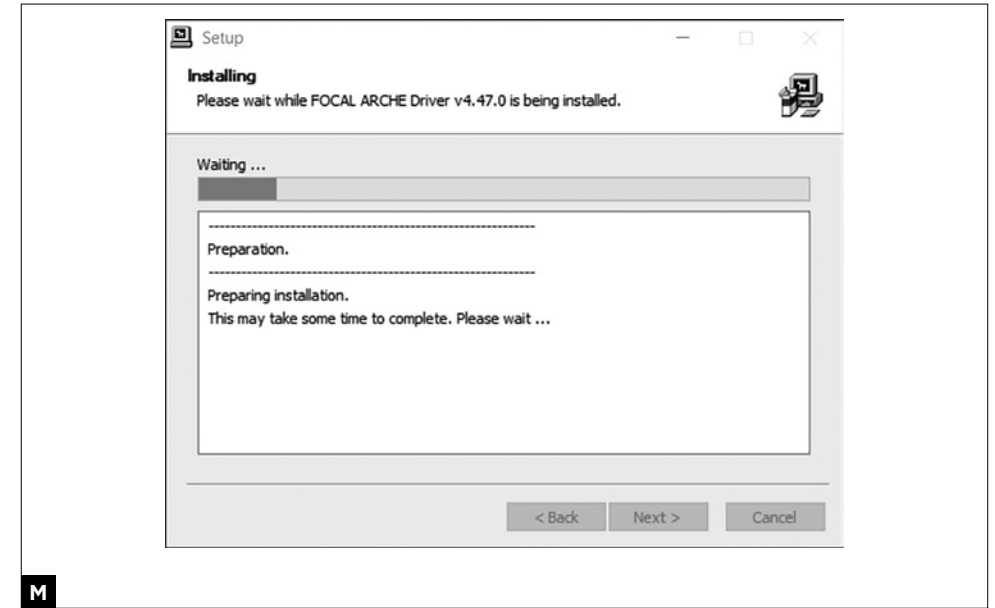 Setup
Installing
Please wait while FOCAL ARCHE Driver v4.47.0 is being installed.
Waiting ...
Preparation.
Preparing installation.
This may take some time to complete. Please wait ...
< Back Next > Cancel
M